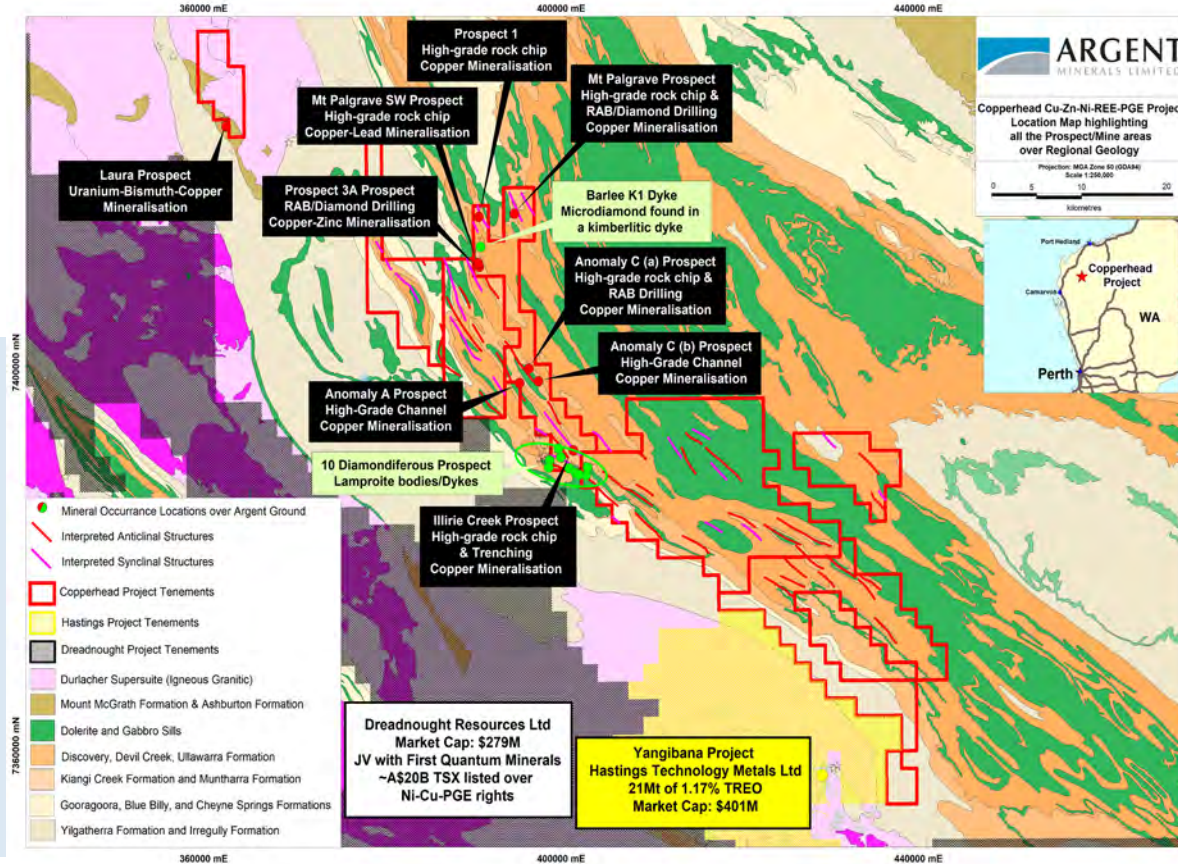 360000 mE
400000 mE
440000 mE
ARGENT
MINERALS LIMITED
Copperhead Cu-Zn-Ni-REE-PGE Project
Location Map highlighting
all the Prospect/Mine areas
over Regional Geology
Projection: MGA Zone 50 (GDA94)
Scale 1:250,000
0 5 10 20
kilometres
Port Hedland
Copperhead
Project
Carnarvon
WA
Perth
Prospect 1
High-grade rock chip
Copper Mineralisation
Mt Palgrave Prospect
High-grade rock chip &
RAB/Diamond Drilling
Copper Mineralisation
Mt Palgrave SW Prospect
High-grade rock chip
Copper-Lead Mineralisation
Laura Prospect
Uranium-Bismuth-Copper
Mineralisation
Prospect 3A Prospect
RAB/Diamond Drilling
Copper-Zinc Mineralisation
Barlee K1 Dyke
Microdiamond found in
a kimberlitic dyke
Anomaly C (a) Prospect
High-grade rock chip &
RAB Drilling
Copper Mineralisation
Anomaly C (b) Prospect
High-Grade Channel
Copper Mineralisation
7400000 mN
Anomaly A Prospect
High-Grade Channel
Copper Mineralisation
10 Diamondiferous Prospect
Lamproite bodies/Dykes
Illirie Creek Prospect
High-grade rock chip
& Trenching
Copper Mineralisation
Mineral Occurrance Locations over Argent Ground
Interpreted Anticlinal Structures
Interpreted Synclinal Structures
Copperhead Project Tenements
Hastings Project Tenements
Dreadnought Project Tenements
Durlacher Supersuite (Igneous Granitic)
Mount McGrath Formation & Ashburton Formation
Dolerite and Gabbro Sills
Discovery, Devil Creek, Ullawarra Formation
Kiangi Creek Formation and Muntharra Formation
Gooragoora, Blue Billy, and Cheyne Springs Formations
Yilgatherra Formation and Irregully Formation
7360000 mN
Dreadnought Resources Ltd
Market Cap: $279M
JV with First Quantum Minerals
~A$20B TSX listed over
Ni-Cu-PGE rights
Yangibana Project
Hastings Technology Metals Ltd
21Mt of 1.17% TREO
Market Cap: $401M
360000 mE
400000 mE
440000 mE